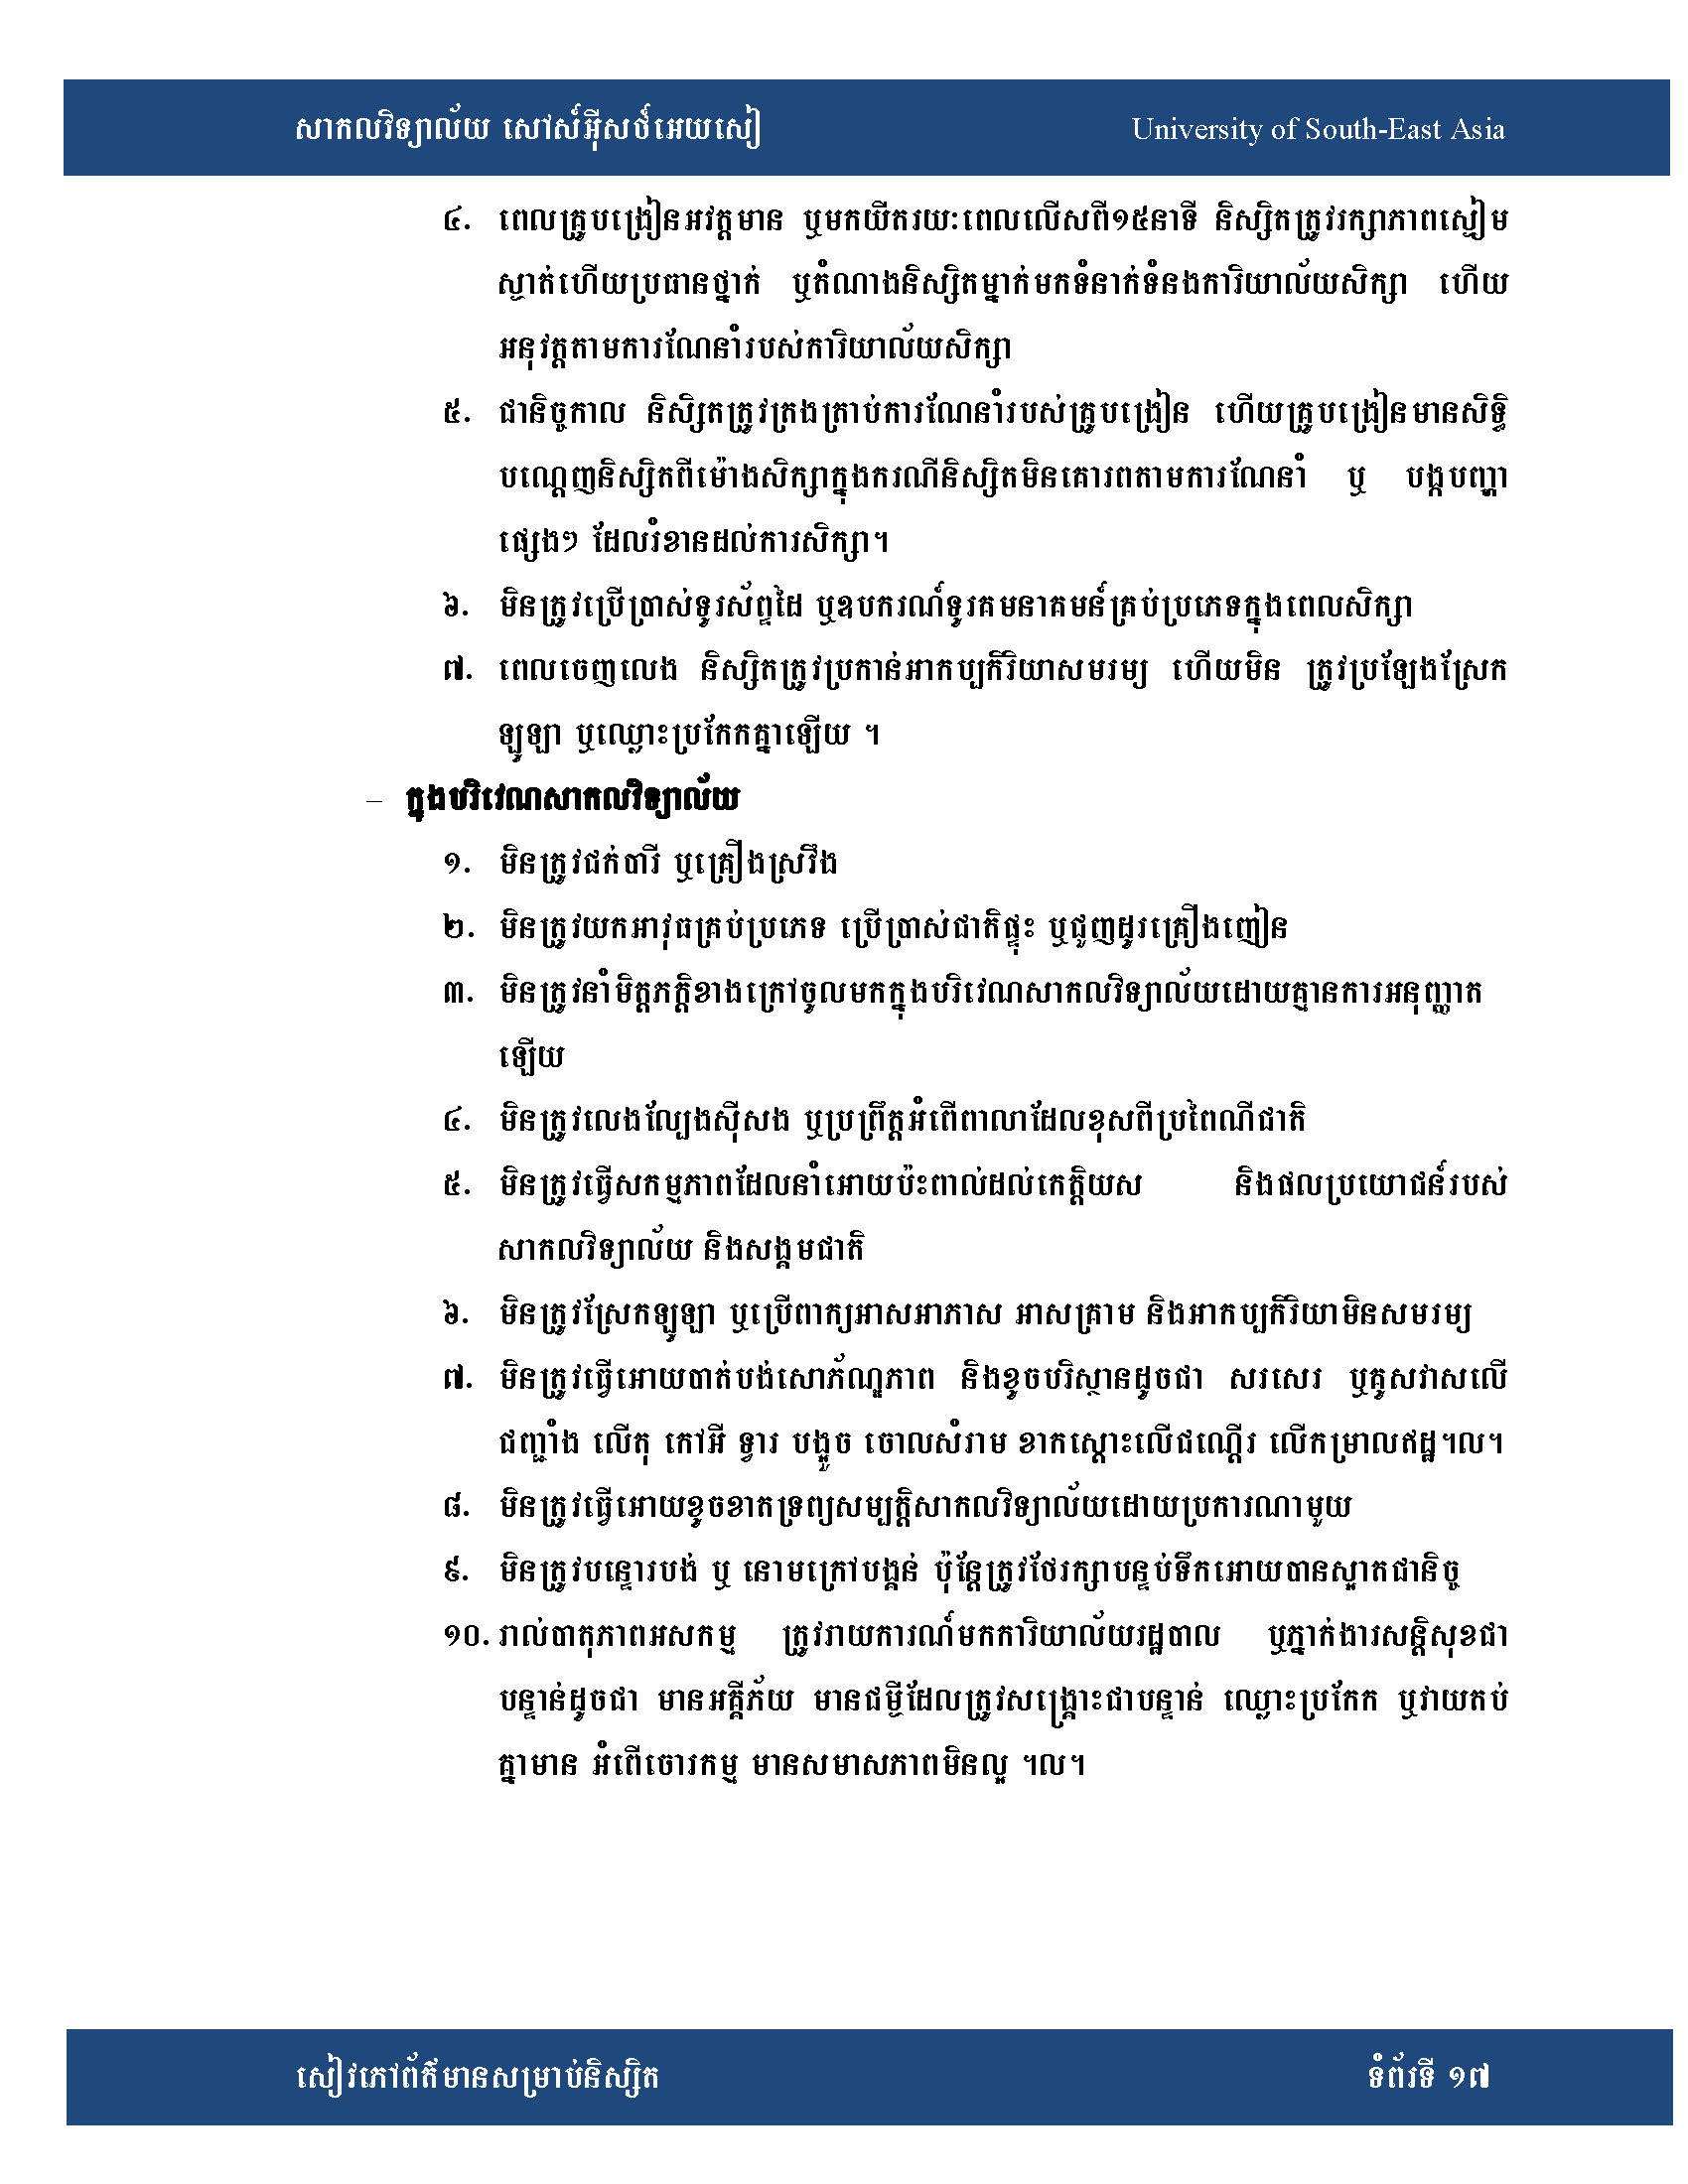 សាកលវិទ្យាល័យ សៅស៍អ៊ីសថ៍អេយសៀ University of South-East Asia
៤. ពេលគ្រូបង្រៀនអវត្តមាន ឬមកយឺតរយៈពេលលើសពី១៥នាទី និស្សិតត្រូវរក្សាភាពស្ងៀម
ស្ងាត់ហើយប្រធានថ្នាក់ ឬតំណាងនិស្សិតម្នាក់មកទំនាក់ទំនងការិយាល័យសិក្សា ហើយ
អនុវត្តតាមការណែនាំរបស់ការិយាល័យសិក្សា
៥. ជានិច្ចកាល និសិ្សតត្រូវត្រងត្រាប់ការណែនាំរបស់គ្រូបង្រៀន ហើយគ្រូបង្រៀនមានសិទ្ធិ
បណ្តេញនិស្សិតពីម៉ោងសិក្សាក្នុងករណីនិស្សិតមិនគោរពតាមការណែនាំ ឬ បង្កបញ្ហា
ផ្សេងៗ ដែលរំខានដល់ការសិក្សា។
៦. មិនត្រូវប្រើប្រាស់ទូរស័ព្ទដៃ ឬឧបករណ៍ទូរគមនាគមន៍គ្រប់ប្រភេទក្នុងពេលសិក្សា
៧. ពេលចេញលេង និស្សិតត្រូវប្រកាន់អាកប្បកិរិយាសមរម្យ ហើយមិន ត្រូវប្រឡែងស្រែក
ឡូឡា ឬឈ្លោះប្រកែកគ្នាឡើយ ។
– ក្នុងបរិវេណសាកលវិទ្យាល័យ
១. មិនត្រូវជក់បារី ឬគ្រឿងស្រវឹង
២. មិនត្រូវយកអាវុធគ្រប់ប្រភេទ ប្រើប្រាស់ជាតិផ្ទុះ ឬជួញដូរគ្រឿងញៀន
៣. មិនត្រូវនាំមិត្តភក្តិខាងក្រៅចូលមកក្នុងបរិវេណសាកលវិទ្យាល័យដោយគ្មានការអនុញ្ញាត
ឡើយ
៤. មិនត្រូវលេងល្បែងស៊ីសង ឬប្រព្រឹត្តអំពើពាលាដែលខុសពីប្រពៃណីជាតិ
៥. មិនត្រូវធ្វើសកម្មភាពដែលនាំអោយប៉ះពាល់ដល់កេត្តិយស និងផលប្រយោជន៍របស់
សាកលវិទ្យាល័យ និងសង្គមជាតិ
៦. មិនត្រូវស្រែកឡូឡា ឬប្រើពាក្យអាសអាភាស អាសគ្រាម និងអាកប្បកិរិយាមិនសមរម្យ
៧. មិនត្រូវធ្វើអោយបាត់បង់សោភ័ណ្ឌភាព និងខូចបរិស្ថានដូចជា សរសេរ ឬគូសវាសលើ
ជញ្ជាំង លើតុ កៅអី ទ្វារ បង្អួច ចោលសំរាម ខាកស្តោះលើជណ្តើរ លើកម្រាលឥដ្ឋ។ល។
៨. មិនត្រូវធ្វើអោយខូចខាតទ្រព្យសម្បត្តិសាកលវិទ្យាល័យដោយប្រការណាមួយ
៩. មិនត្រូវបន្ទោរបង់ ឬ នោមក្រៅបង្គន់ ប៉ុន្តែត្រូវថែរក្សាបន្ទប់ទឹកអោយបានស្អាតជានិច្ច
១០. រាល់បាតុភាពអសកម្ម ត្រូវរាយការណ៍មកការិយាល័យរដ្ឋបាល ឬភ្នាក់ងារសន្តិសុខជា
បន្ទាន់ដូចជា មានអគ្គីភ័យ មានជម្ងឺដែលត្រូវសង្គ្រោះជាបន្ទាន់ ឈ្លោះប្រកែក ឬវាយតប់
គ្នាមាន អំពើចោរកម្ម មានសមាសភាពមិនល្អ ។ល។
សៀវភៅព័ត៌មានសម្រាប់និស្សិត ទំព័រទី ១៧